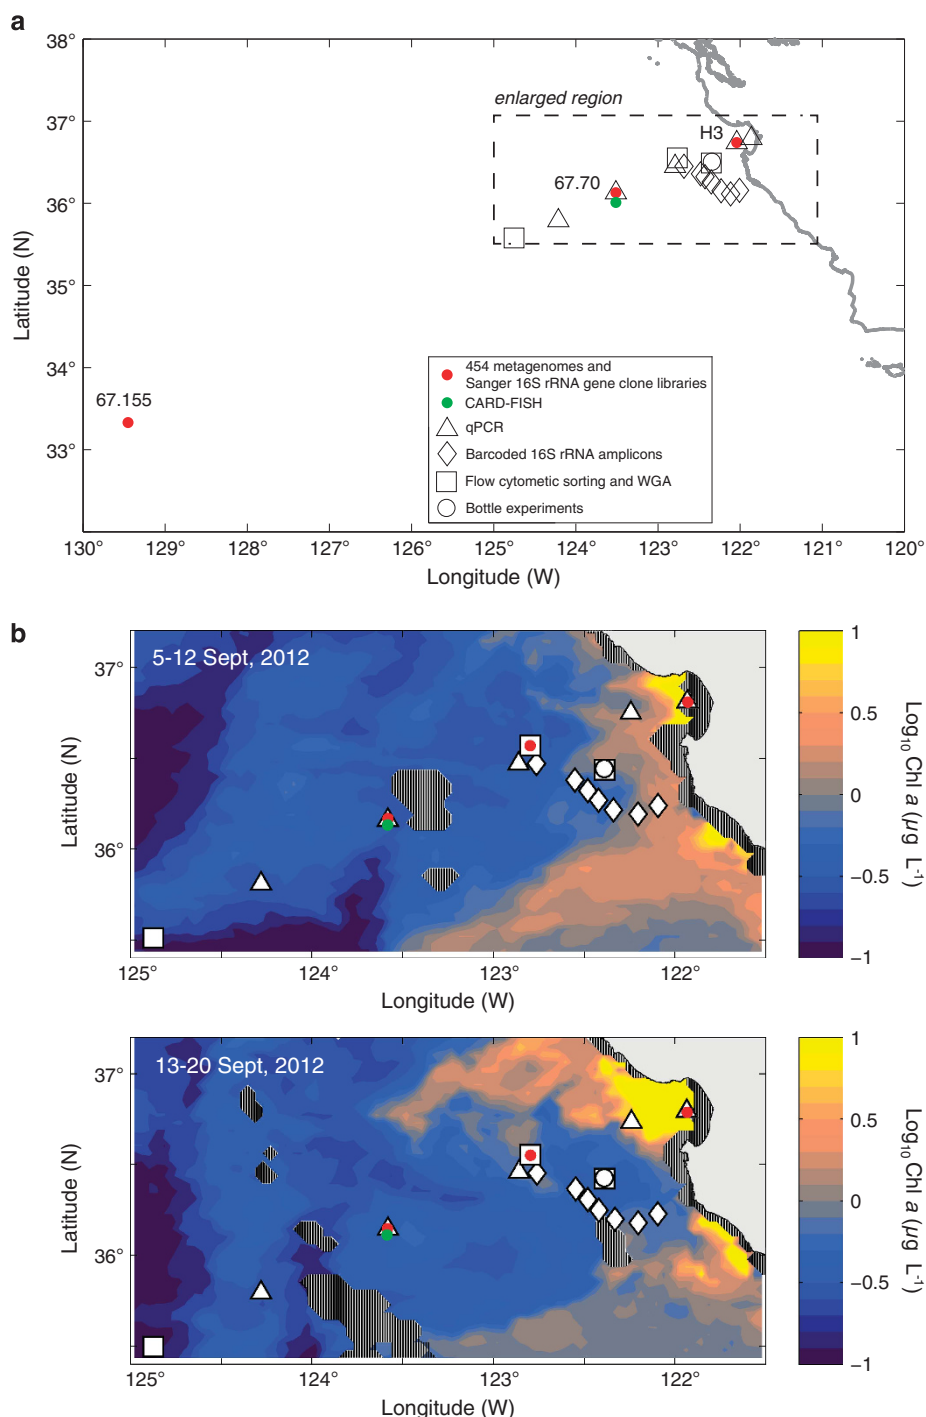 a
38°
37°
36°
35°
34°
33°
Latitude (N)
enlarged region
H3
67.70
67.155
454 metagenomes and
Sanger 16S rRNA gene clone libraries
CARD-FISH
qPCR
Barcoded 16S rRNA amplicons
Flow cytometic sorting and WGA
Bottle experiments
130° 129° 128° 127° 126° 125° 124° 123° 122° 121° 120°
Longitude (W)
b
5-12 Sept, 2012
37°
36°
Latitude (N)
125° 124° 123° 122°
Longitude (W)
1
0.5
0
−0.5
−1
Log10 Chl a (µg L-1)
13-20 Sept, 2012
37°
36°
Latitude (N)
125° 124° 123° 122°
Longitude (W)
1
0.5
0
−0.5
−1
Log10 Chl a (µg L-1)